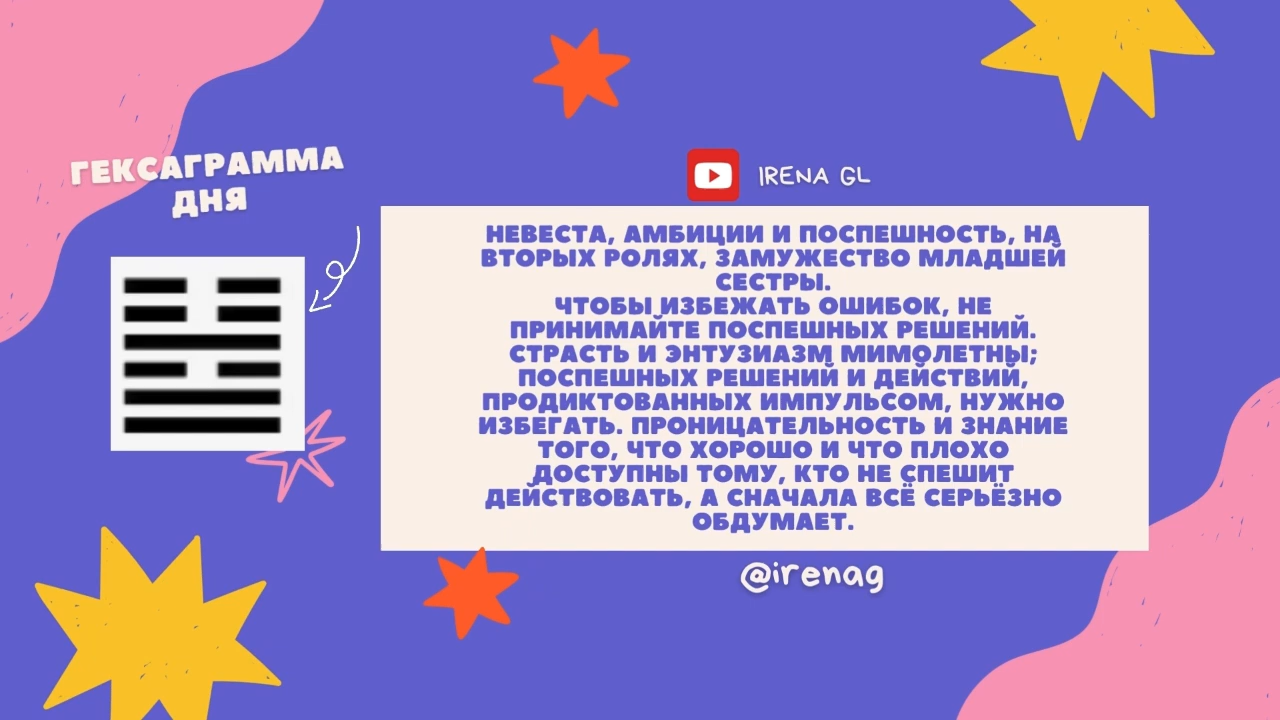 ГЕКСАГРАММА
ДНЯ
IRENA GL
НЕВЕСТА, АМБИЦИИ И ПОСПЕШНОСТЬ, НА
ВТОРЫХ РОЛЯХ, ЗАМУЖЕСТВО МЛАДШЕЙ
СЕСТРЫ.
ЧТОБЫ ИЗБЕЖАТЬ ОШИБОК, НЕ
ПРИНИМАЙТЕ ПОСПЕШНЫХ РЕШЕНИЙ.
СТРАСТЬ И ЭНТУЗИАЗМ МИМОЛЕТНЫ;
ПОСПЕШНЫХ РЕШЕНИЙ И ДЕЙСТВИЙ,
ПРОДИКТОВАННЫХ ИМПУЛЬСОМ, НУЖНО
ИЗБЕГАТЬ. ПРОНИЦАТЕЛЬНОСТЬ И ЗНАНИЕ
ТОГО, ЧТО ХОРОШО И ЧТО ПЛОХО
ДОСТУПНЫ ТОМУ, КТО НЕ СПЕШИТ
ДЕЙСТВОВАТЬ, А СНАЧАЛА ВСЁ СЕРЬЁЗНО
ОБДУМАЕТ.
@irenag